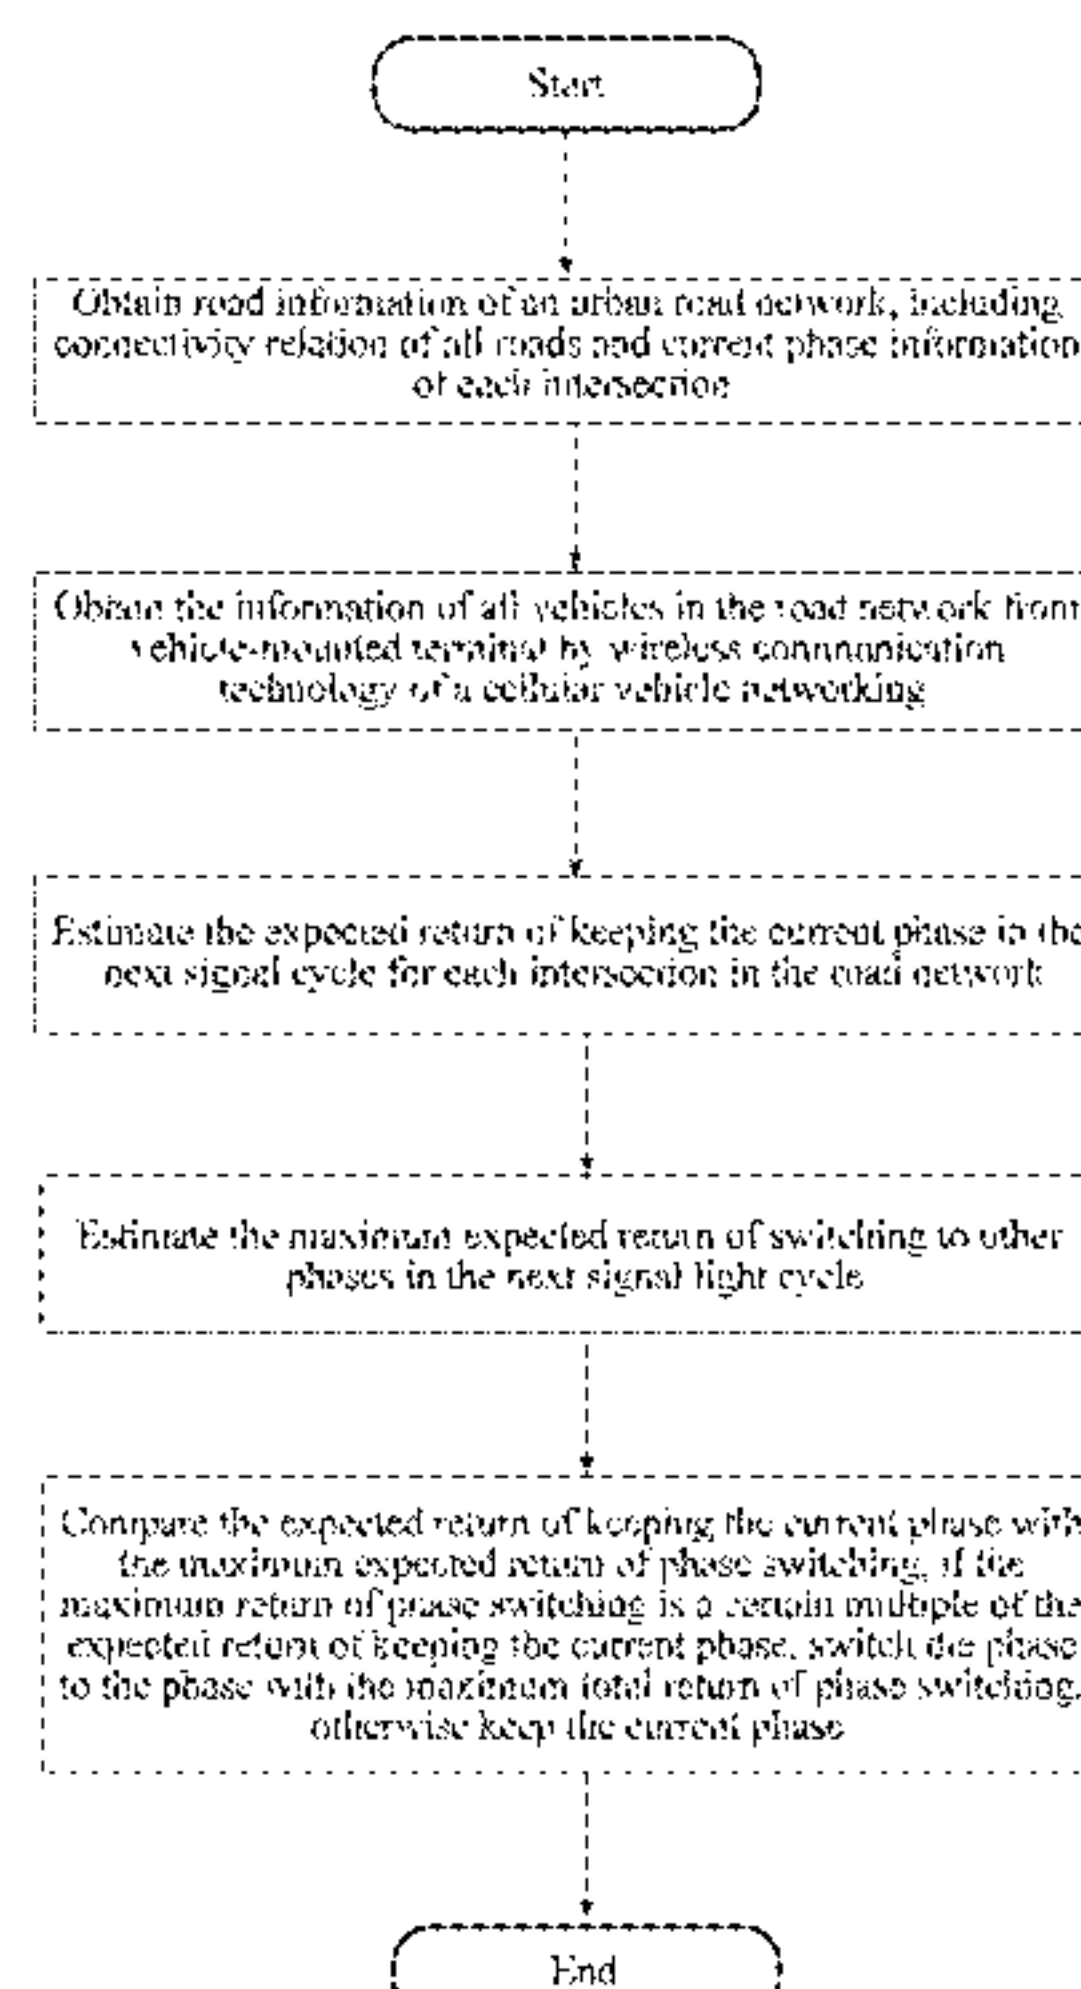 Start
Obtain road information of an urban road network, including
connectivity relation of all roads and current phase information
of each intersection
Obtain the information of all vehicles in the road network from
vehicle-mounted terminal by wireless communication
technology of a cellular vehicle networking
Estimate the expected return of keeping the current phase in the
next signal cycle for each intersection in the road network
Estimate the maximum expected return of switching to other
phases in the next signal light cycle
Compare the expected return of keeping the current phase with
the maximum expected return of phase switching, if the
maximum return of phase switching is a certain multiple of the
expected return of keeping the current phase, switch the phase
to the phase with the maximum total return of phase switching,
otherwise keep the current phase
End